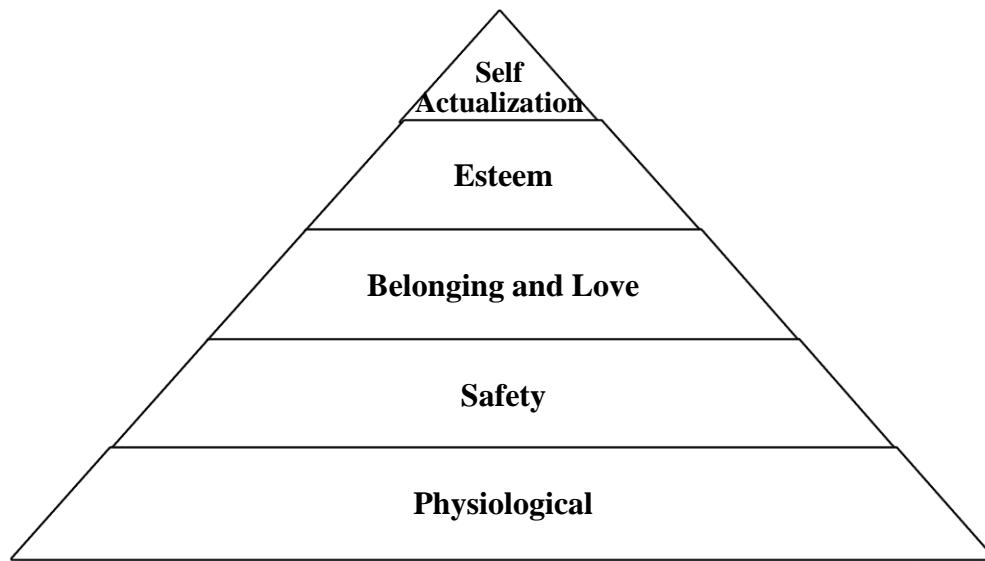 Self
Actualization
Esteem
Belonging and Love
Safety
Physiological